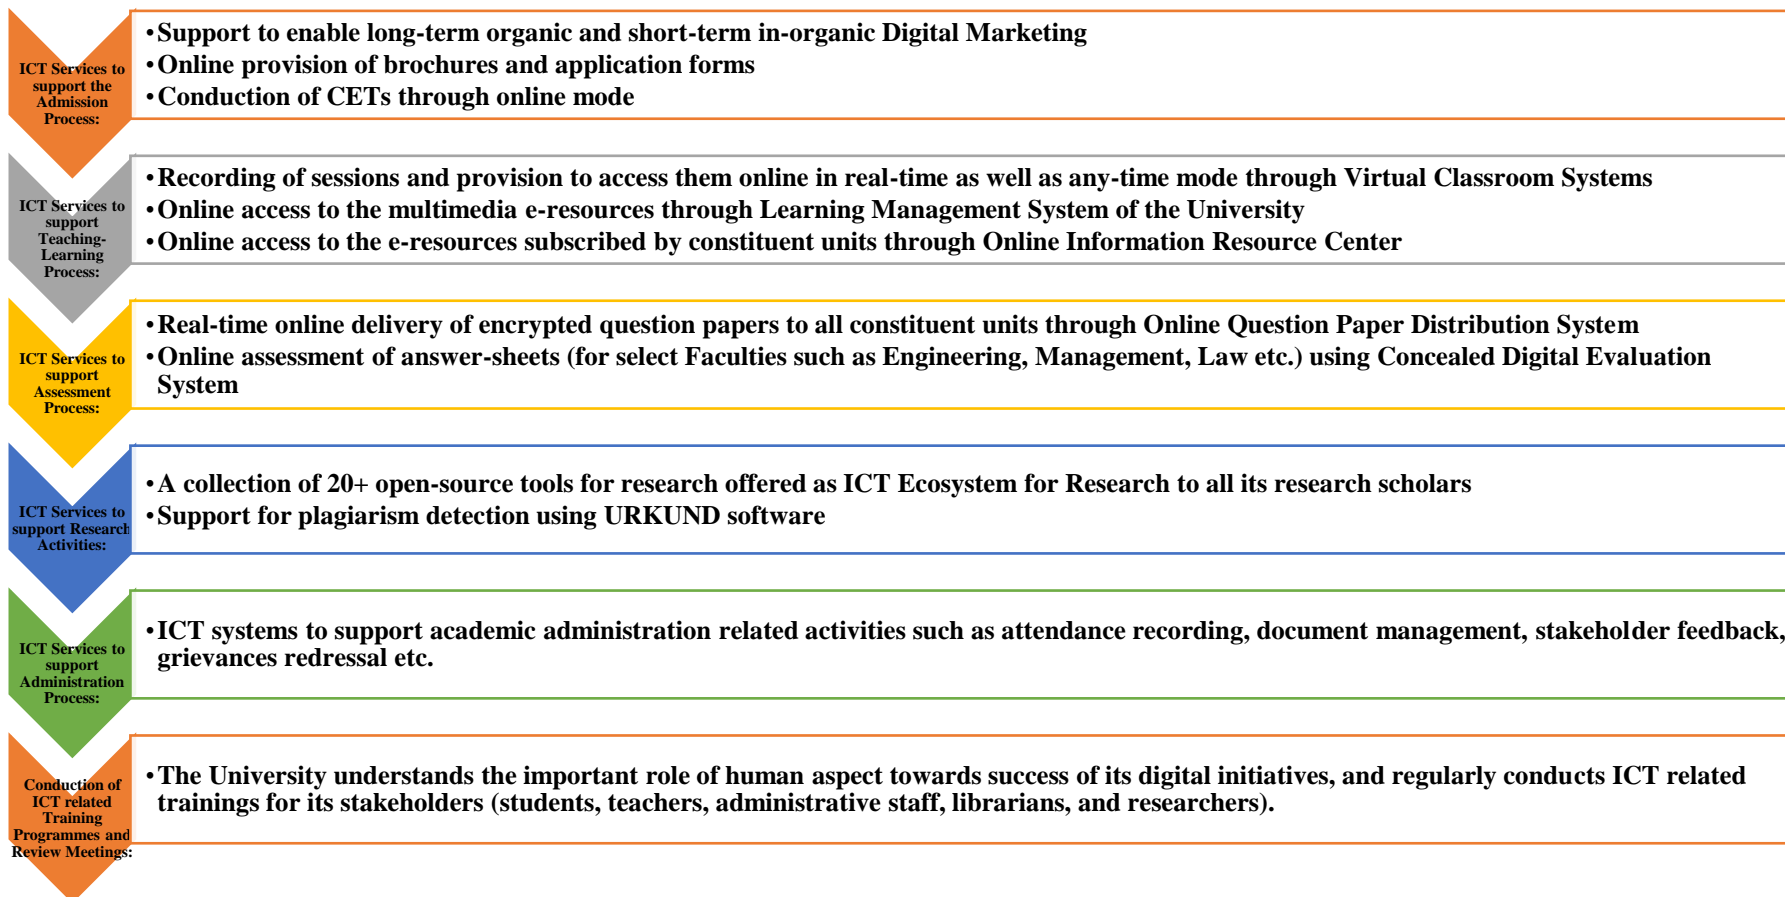 ICT Services to
support the
Admission
Process:
•Support to enable long-term organic and short-term in-organic Digital Marketing
•Online provision of brochures and application forms
•Conduction of CETs through online mode
ICT Services to
support
Teaching-
Learning
Process:
•Recording of sessions and provision to access them online in real-time as well as any-time mode through Virtual Classroom Systems
•Online access to the multimedia e-resources through Learning Management System of the University
•Online access to the e-resources subscribed by constituent units through Online Information Resource Center
ICT Services to
support
Assessment
Process:
•Real-time online delivery of encrypted question papers to all constituent units through Online Question Paper Distribution System
•Online assessment of answer-sheets (for select Faculties such as Engineering, Management, Law etc.) using Concealed Digital Evaluation
System
ICT Services to
support Research
Activities:
•A collection of 20+ open-source tools for research offered as ICT Ecosystem for Research to all its research scholars
•Support for plagiarism detection using URKUND software
ICT Services to
support
Administration
Process:
•ICT systems to support academic administration related activities such as attendance recording, document management, stakeholder feedback,
grievances redressal etc.
Conduction of
ICT related
Training
Programmes and
Review Meetings:
•The University understands the important role of human aspect towards success of its digital initiatives, and regularly conducts ICT related
trainings for its stakeholders (students, teachers, administrative staff, librarians, and researchers).